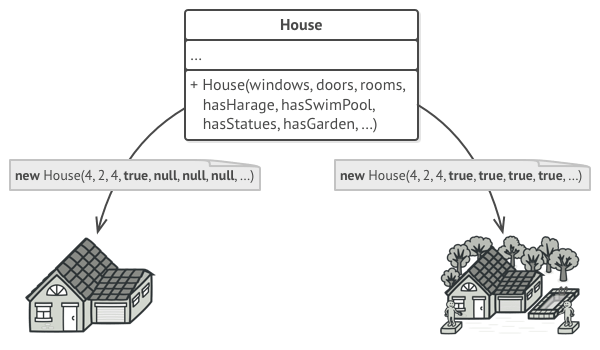 House
...
+ House(windows, doors, rooms,
hasHarage, hasSwimPool,
hasStatues, hasGarden, ...)
new House(4, 2, 4, true, null, null, null, ...)
new House(4, 2, 4, true, true, true, true, ...)